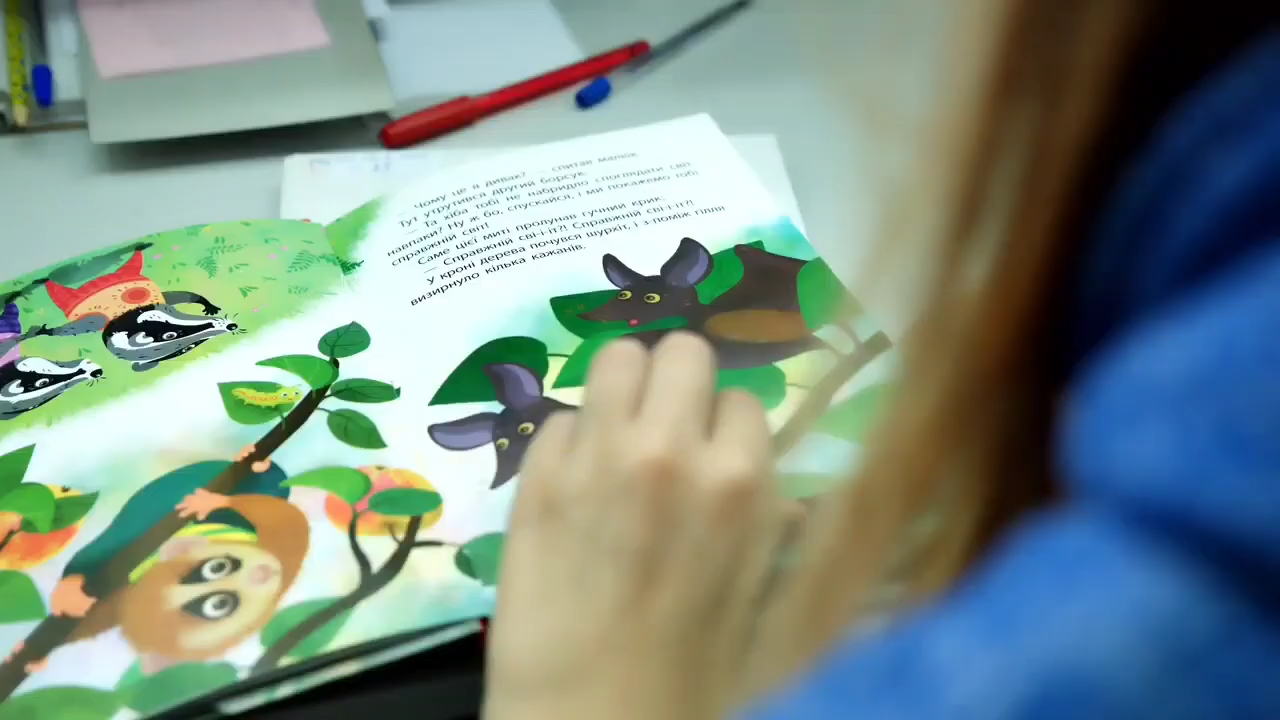 — Чому це я дивак? — спитав малюк.
Тут утрутився другий борсук.
— Та хіба тобі не набридло споглядати світ
навпаки? Ну ж бо, спускайся, і ми покажемо тобі
справжній світ!
Саме цієї миті пролунав гучний крик.
— Справжній сві-і-іт?! Справжній сві-і-іт?!
У кроні дерева почувся шурхіт, і з поміж гілля
визирнуло кілька кажанів.